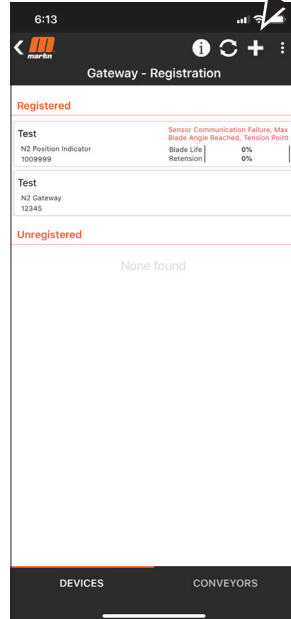 6:13
martin
Gateway - Registration
Registered
Test
Sensor Communication Failure, Max
Blade Angle Reached, Tension Point
N2 Position Indicator
1009999
Blade Life 0%
Retension 0%
Test
N2 Gateway
12345
Unregistered
None found
DEVICES CONVEYORS